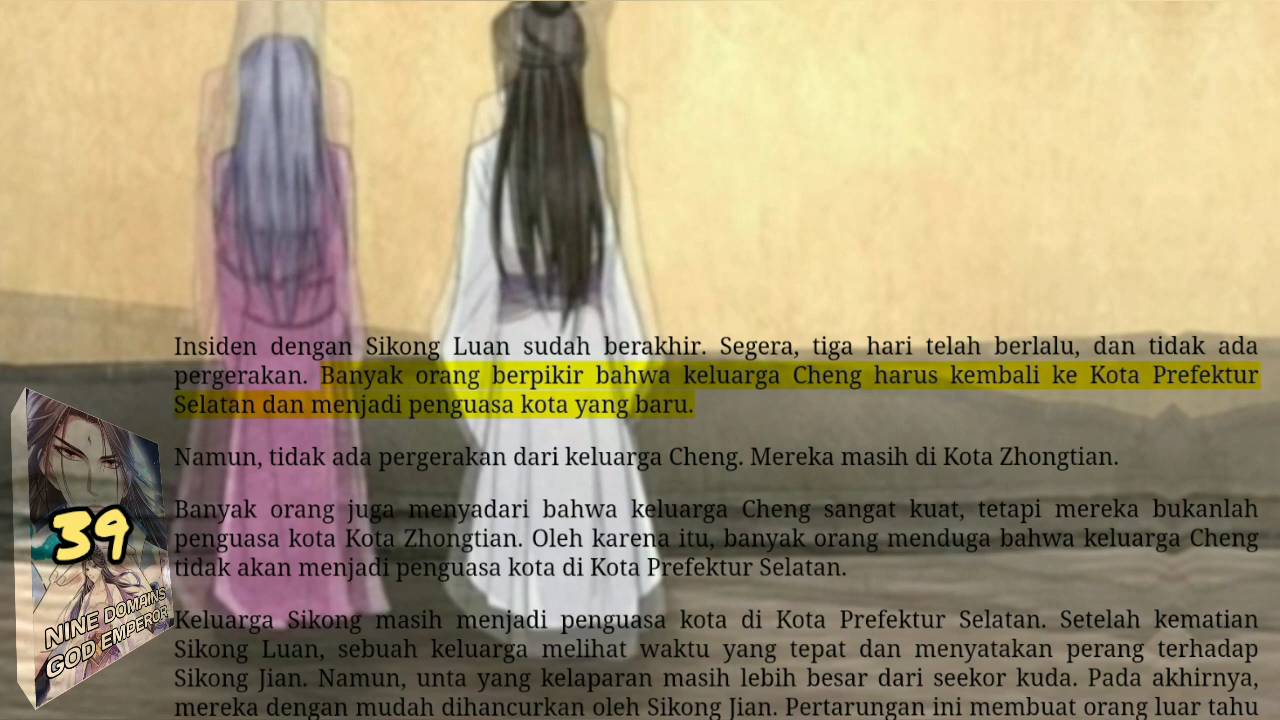 Insiden dengan Sikong Luan sudah berakhir. Segera, tiga hari telah berlalu, dan tidak ada
pergerakan. Banyak orang berpikir bahwa keluarga Cheng harus kembali ke Kota Prefektur
Selatan dan menjadi penguasa kota yang baru.
Namun, tidak ada pergerakan dari keluarga Cheng. Mereka masih di Kota Zhongtian.
Banyak orang juga menyadari bahwa keluarga Cheng sangat kuat, tetapi mereka bukanlah
penguasa kota Kota Zhongtian. Oleh karena itu, banyak orang menduga bahwa keluarga Cheng
tidak akan menjadi penguasa kota di Kota Prefektur Selatan.
Keluarga Sikong masih menjadi penguasa kota di Kota Prefektur Selatan. Setelah kematian
Sikong Luan, sebuah keluarga melihat waktu yang tepat dan menyatakan perang terhadap
Sikong Jian. Namun, unta yang kelaparan masih lebih besar dari seekor kuda. Pada akhirnya,
mereka dengan mudah dihancurkan oleh Sikong Jian. Pertarungan ini membuat orang luar tahu
39
NINE DOMAINS
GOD EMPEROR